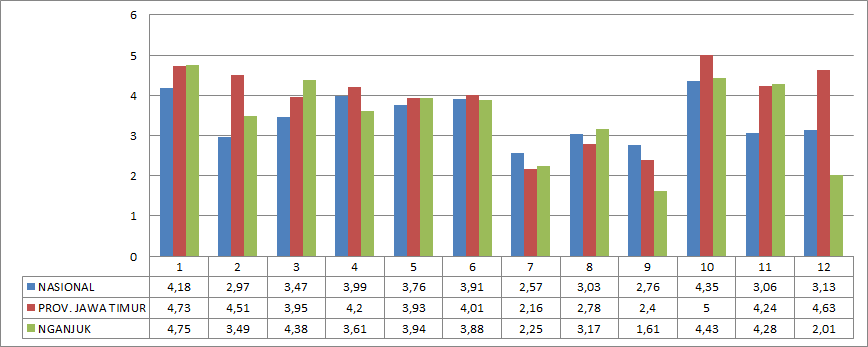 6
5
4
3
2
1
0
1 2 3 4 5 6 7 8 9 10 11 12
NASIONAL 4,18 2,97 3,47 3,99 3,76 3,91 2,57 3,03 2,76 4,35 3,06 3,13
PROV. JAWA TIMUR 4,73 4,51 3,95 4,2 3,93 4,01 2,16 2,78 2,4 5 4,24 4,63
NGANJUK 4,75 3,49 4,38 3,61 3,94 3,88 2,25 3,17 1,61 4,43 4,28 2,01